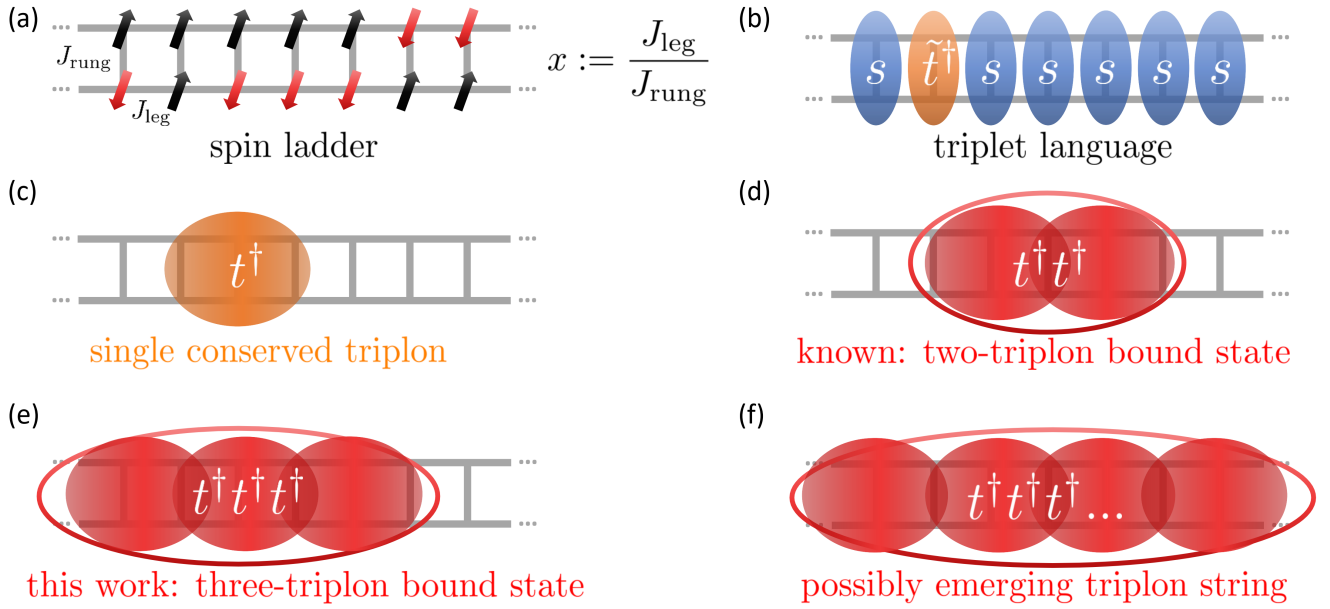 (a)
J_rung
J_leg
x := J_leg / J_rung
spin ladder
(b)
s t̃† s s s s s
triplet language
(c)
t†
single conserved triplon
(d)
t†t†
known: two-triplon bound state
(e)
t†t†t†
this work: three-triplon bound state
(f)
t†t†t†...
possibly emerging triplon string